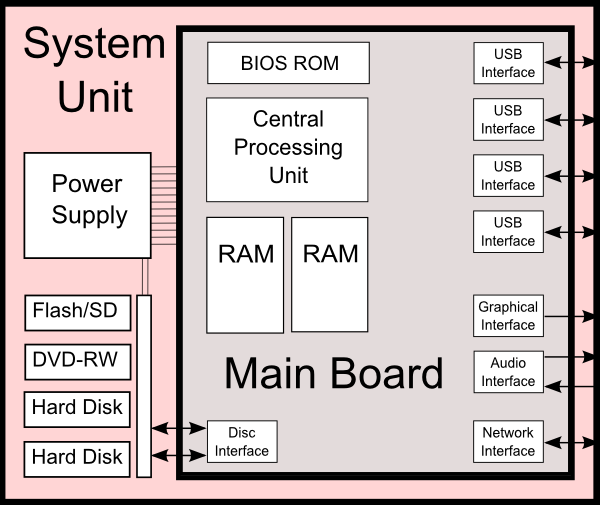 System
Unit
Power
Supply
Flash/SD
DVD-RW
Hard Disk
Hard Disk
BIOS ROM
Central
Processing
Unit
RAM
RAM
Main Board
Disc
Interface
USB
Interface
USB
Interface
USB
Interface
USB
Interface
Graphical
Interface
Audio
Interface
Network
Interface